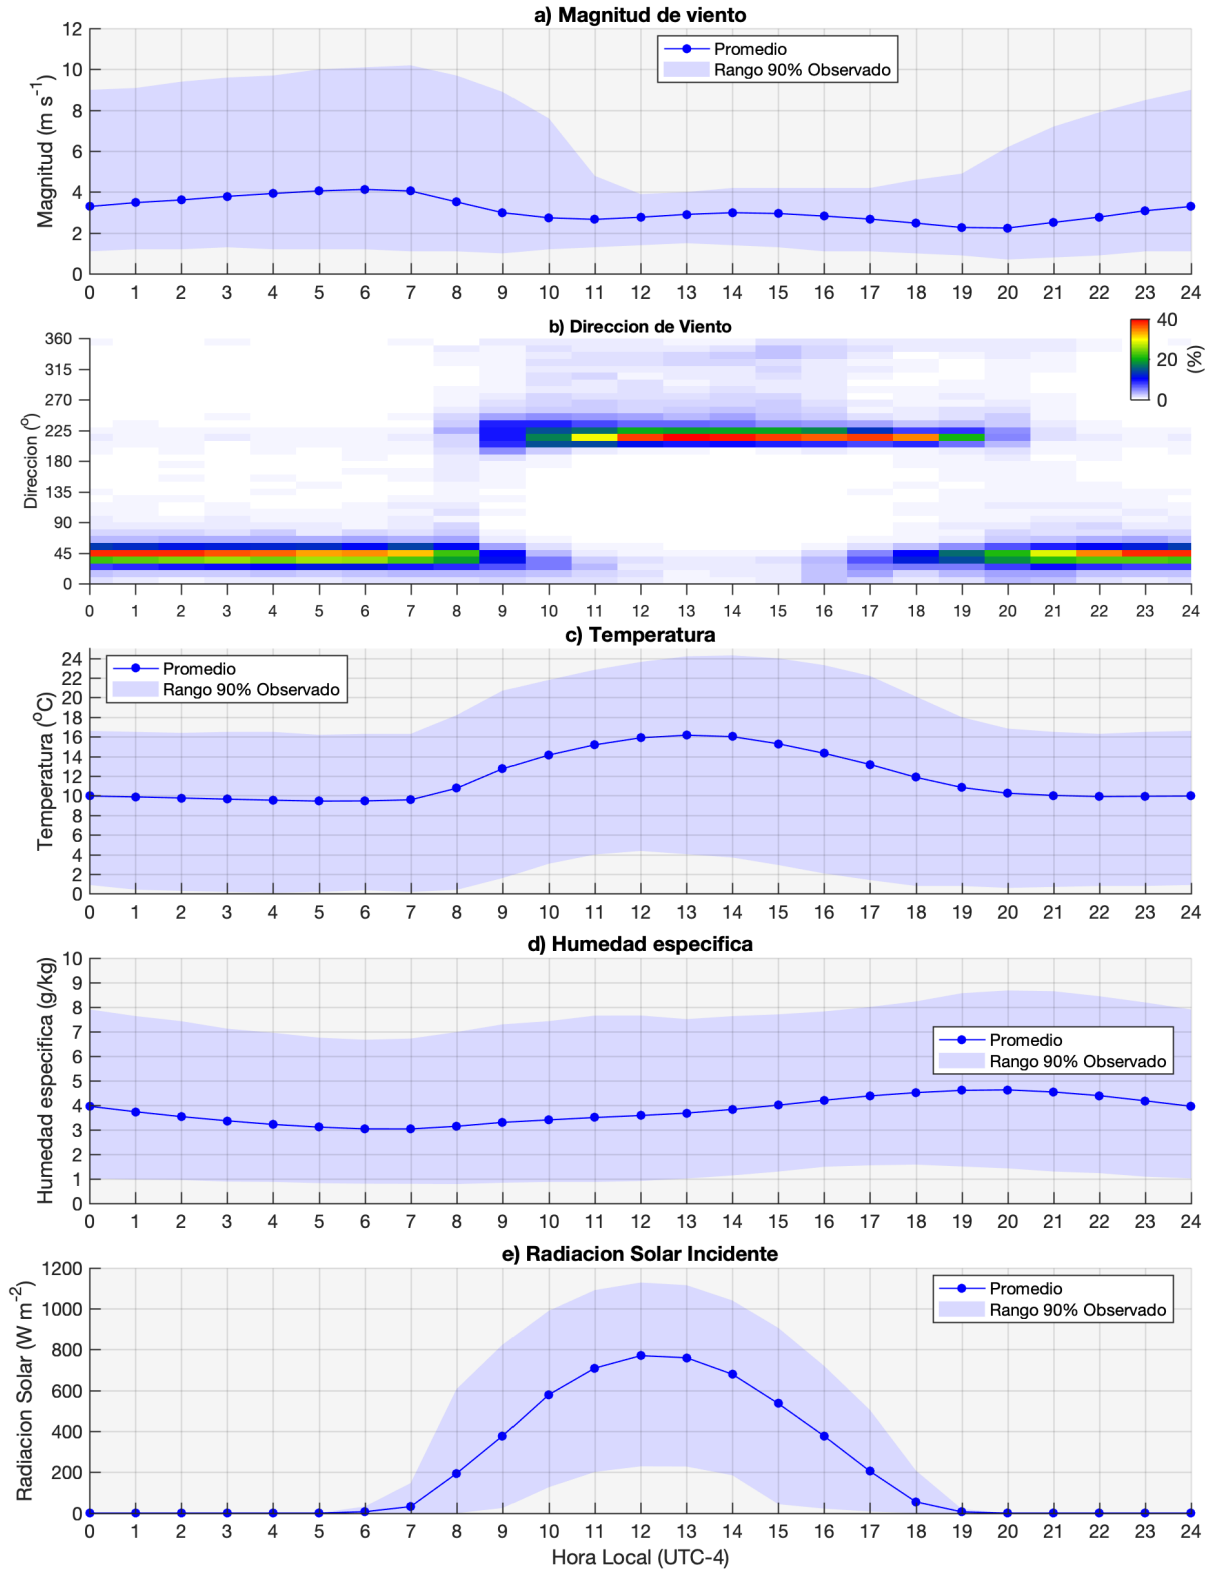 a) Magnitud de viento
12
10
8
6
4
2
0
Magnitud (m s⁻¹)
Promedio
Rango 90% Observado
0 1 2 3 4 5 6 7 8 9 10 11 12 13 14 15 16 17 18 19 20 21 22 23 24
b) Direccion de Viento
360
315
270
225
180
135
90
45
0
Direccion (º)
40
20
0
(%)
0 1 2 3 4 5 6 7 8 9 10 11 12 13 14 15 16 17 18 19 20 21 22 23 24
c) Temperatura
24
22
20
18
16
14
12
10
8
6
4
2
0
Temperatura (ºC)
Promedio
Rango 90% Observado
0 1 2 3 4 5 6 7 8 9 10 11 12 13 14 15 16 17 18 19 20 21 22 23 24
d) Humedad especifica
10
9
8
7
6
5
4
3
2
1
0
Humedad especifica (g/kg)
Promedio
Rango 90% Observado
0 1 2 3 4 5 6 7 8 9 10 11 12 13 14 15 16 17 18 19 20 21 22 23 24
e) Radiacion Solar Incidente
1200
1000
800
600
400
200
0
Radiacion Solar (W m⁻²)
Promedio
Rango 90% Observado
0 1 2 3 4 5 6 7 8 9 10 11 12 13 14 15 16 17 18 19 20 21 22 23 24
Hora Local (UTC-4)